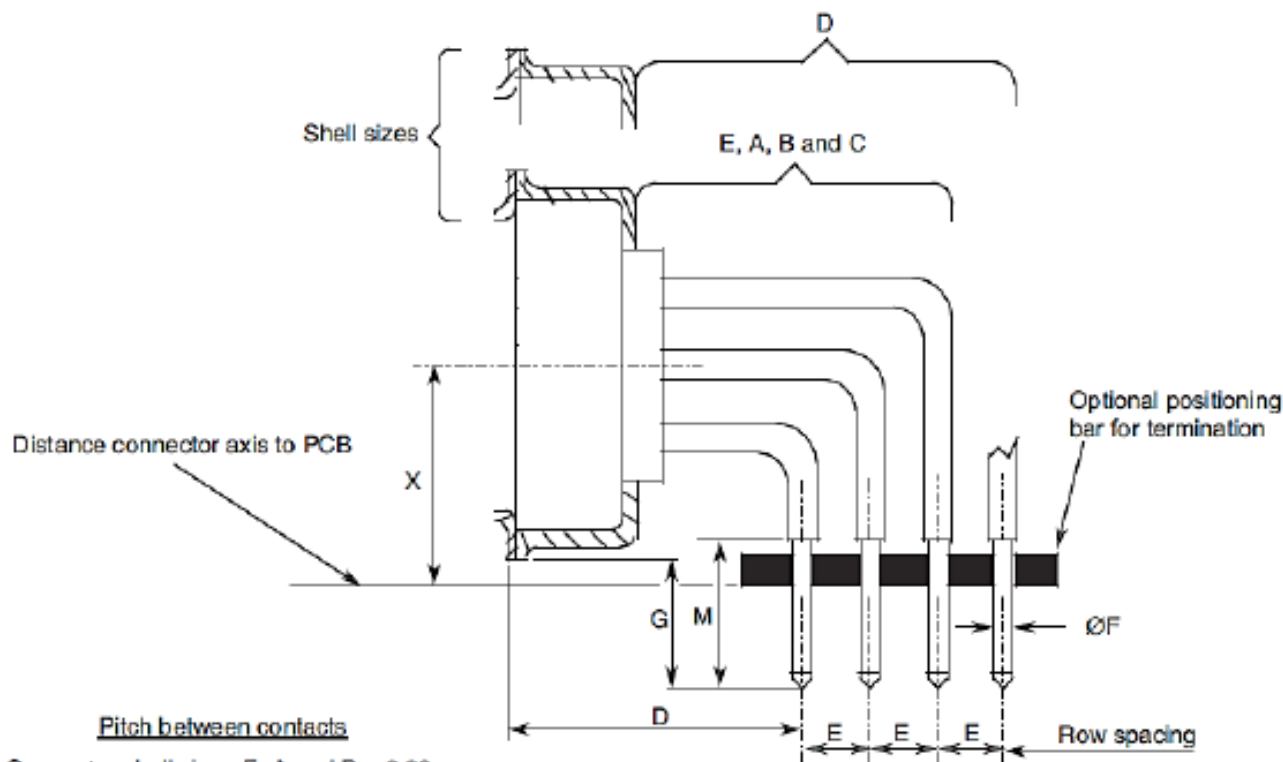 D
Shell sizes
E, A, B and C
Optional positioning
bar for termination
Distance connector axis to PCB
X
G
M
ØF
D
E
E
E
Row spacing
Pitch between contacts